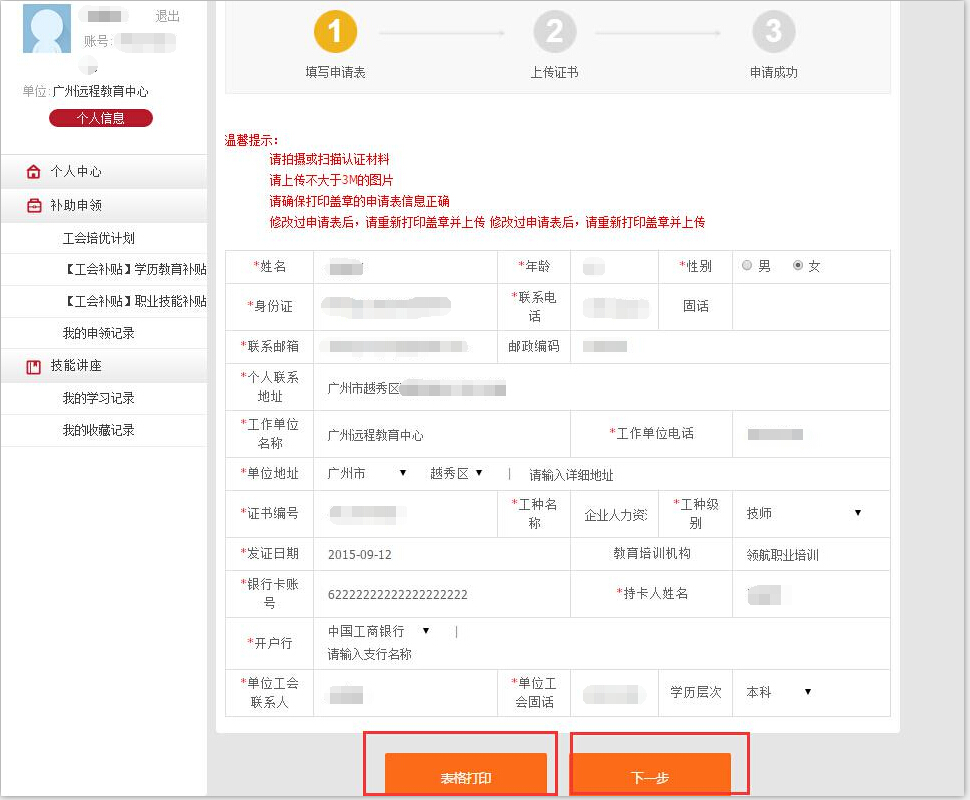 退出
账号:
单位:广州远程教育中心
个人信息
个人中心
补助申领
工会培优计划
【工会补贴】学历教育补贴
【工会补贴】职业技能补贴
我的申领记录
技能讲座
我的学习记录
我的收藏记录
1 2 3
填写申请表 上传证书 申请成功
温馨提示:
请拍摄或扫描认证材料
请上传不大于3M的图片
请确保打印盖章的申请表信息正确
修改过申请表后，请重新打印盖章并上传 修改过申请表后，请重新打印盖章并上传
*姓名 *年龄 *性别 男 女
*身份证 *联系电话 固话
*联系邮箱 邮政编码
*个人联系地址 广州市越秀区
*工作单位名称 广州远程教育中心 *工作单位电话
*单位地址 广州市 ▼ 越秀区 ▼ | 请输入详细地址
*证书编号 *工种名称 企业人力资 *工种级别 技师 ▼
*发证日期 2015-09-12 教育培训机构 领航职业培训
*银行卡账号 62222222222222222222 *持卡人姓名
*开户行 中国工商银行 ▼ |
请输入支行名称
*单位工会联系人 *单位工会固话 学历层次 本科 ▼
表格打印 下一步